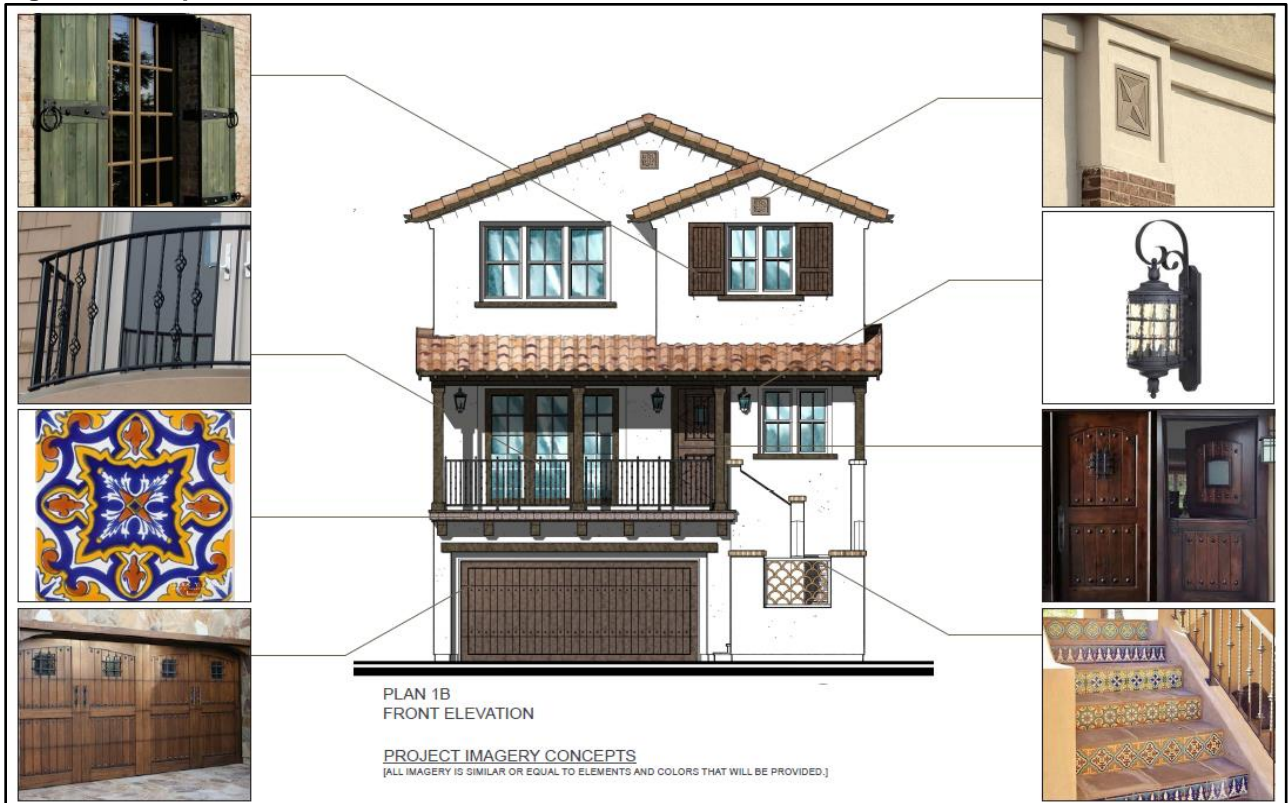 PLAN 1B
FRONT ELEVATION
PROJECT IMAGERY CONCEPTS
[ALL IMAGERY IS SIMILAR OR EQUAL TO ELEMENTS AND COLORS THAT WILL BE PROVIDED.]